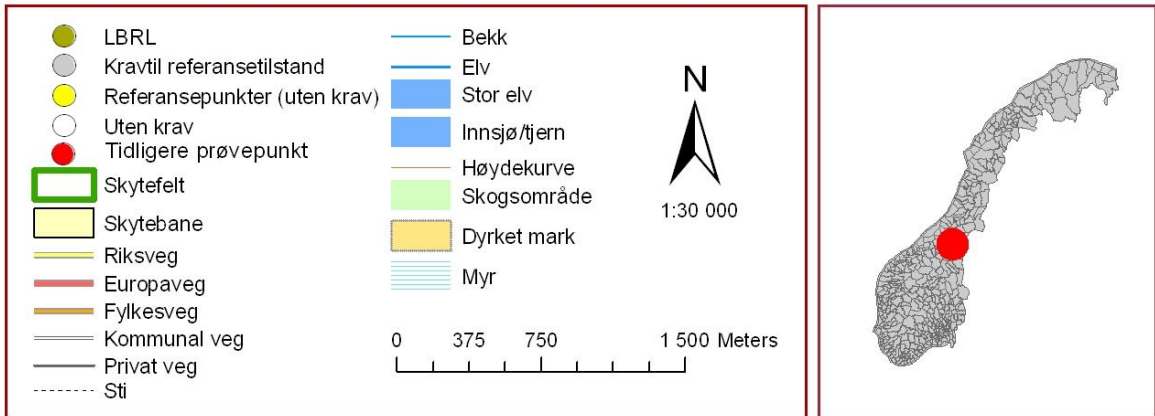 LBRL
Kravtil referansetilstand
Referansepunkter (uten krav)
Uten krav
Tidligere prøvepunkt
Skytefelt
Skytebane
Riksveg
Europaveg
Fylkesveg
Kommunal veg
Privat veg
Sti
Bekk
Elv
Stor elv
Innsjø/tjern
Høydekurve
Skogsområde
Dyrket mark
Myr
N
1:30 000
0 375 750 1 500 Meters